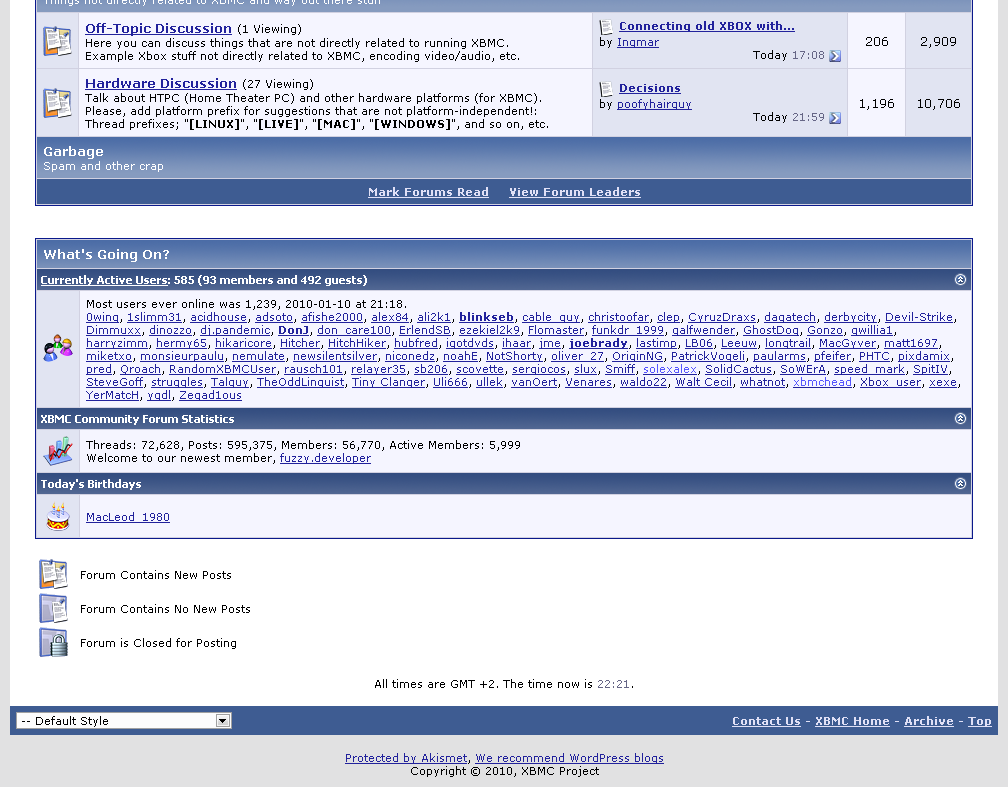 Things not directly related to XBMC and way out there stuff
Off-Topic Discussion (1 Viewing)
Here you can discuss things that are not directly related to running XBMC.
Example Xbox stuff not directly related to XBMC, encoding video/audio, etc.
Connecting old XBOX with...
by Ingmar
Today 17:08
206
2,909
Hardware Discussion (27 Viewing)
Talk about HTPC (Home Theater PC) and other hardware platforms (for XBMC).
Please, add platform prefix for suggestions that are not platform-independent!:
Thread prefixes; "[LINUX]", "[LIVE]", "[MAC]", "[WINDOWS]", and so on, etc.
Decisions
by poofyhairguy
Today 21:59
1,196
10,706
Garbage
Spam and other crap
Mark Forums Read View Forum Leaders
What's Going On?
Currently Active Users: 585 (93 members and 492 guests)
Most users ever online was 1,239, 2010-01-10 at 21:18.
0wing, 1slimm31, acidhouse, adsoto, afishe2000, alex84, ali2k1, blinkseb, cable_guy, christoofar, clep, CyruzDraxs, dagatech, derbycity, Devil-Strike,
Dimmuxx, dinozzo, dj.pandemic, DonJ, don_care100, ErlendSB, ezekiel2k9, Flomaster, funkdr_1999, galfwender, GhostDog, Gonzo, gwillia1,
harryzimm, hermy65, hikaricore, Hitcher, HitchHiker, hubfred, igotdvds, ihaar, jme, joebrady, lastimp, LB06, Leeuw, longtrail, MacGyver, matt1697,
miketxo, monsieurpaulu, nemulate, newsilentsilver, niconedz, noahE, NotShorty, oliver_27, OriginNG, PatrickVogeli, paularms, pfeifer, PHTC, pixdamix,
pred, Qroach, RandomXBMCUser, rausch101, relayer35, sb206, scovette, sergiocos, slux, Smiff, solexalex, SolidCactus, SoWErA, speed_mark, SpitIV,
SteveGoff, struggles, Talguy, TheOddLinguist, Tiny_Clanger, Uli666, ullek, vanOert, Venares, waldo22, Walt Cecil, whatnot, xbmchead, Xbox_user, xexe,
YerMatcH, yqdl, Zegad1ous
XBMC Community Forum Statistics
Threads: 72,628, Posts: 595,375, Members: 56,770, Active Members: 5,999
Welcome to our newest member, fuzzy.developer
Today's Birthdays
MacLeod_1980
Forum Contains New Posts
Forum Contains No New Posts
Forum is Closed for Posting
All times are GMT +2. The time now is 22:21.
-- Default Style
Contact Us - XBMC Home - Archive - Top
Protected by Akismet, We recommend WordPress blogs
Copyright © 2010, XBMC Project